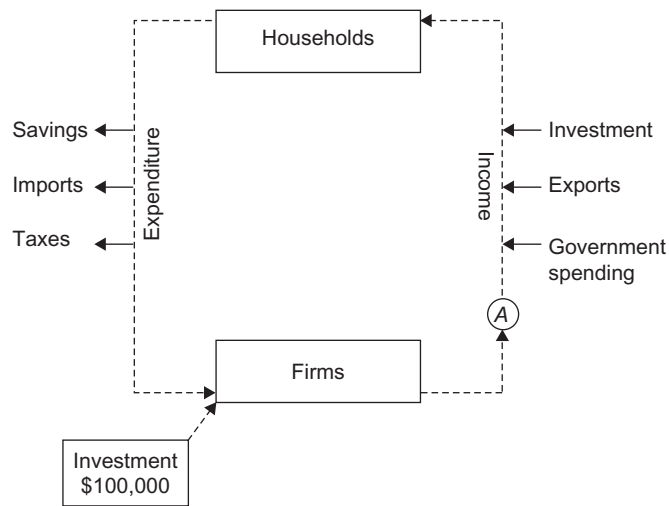 Households
Savings
Imports
Taxes
Expenditure
Income
Investment
Exports
Government
spending
A
Firms
Investment
$100,000